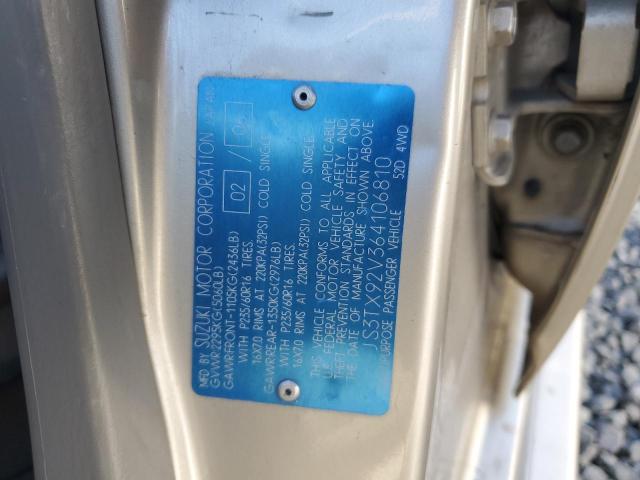 MFD BY SUZUKI MOTOR CORPORATION JAPAN
GVWR:2295KG(5060LB) 02 / 06
GAWR:FRONT-1105KG(2436LB)
WITH P235/60R16 TIRES,
16X7.0 RIMS AT 220KPA(32PSI) COLD SINGLE
GAWR:REAR-1350KG(2976LB)
WITH P235/60R16 TIRES,
16X7.0 RIMS AT 220KPA(32PSI) COLD SINGLE
THIS VEHICLE CONFORMS TO ALL APPLICABLE
U.S. FEDERAL MOTOR VEHICLE SAFETY AND
THEFT PREVENTION STANDARDS IN EFFECT ON
THE DATE OF MANUFACTURE SHOWN ABOVE.
JS3TX92V364106810
PURPOSE PASSENGER VEHICLE 52D 4WD